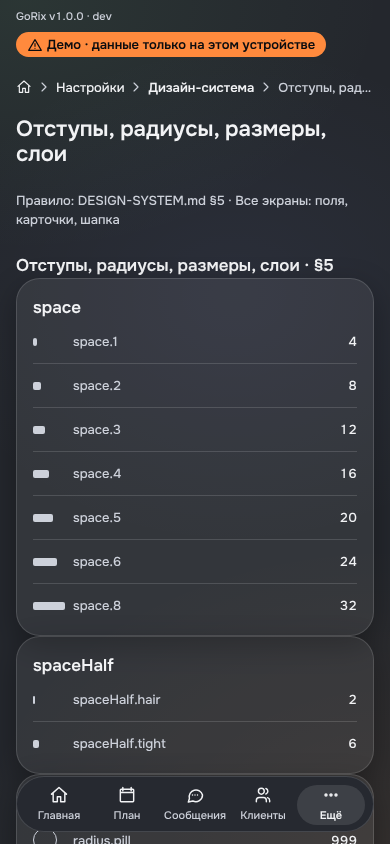 GoRix v1.0.0 · dev
Демо · данные только на этом устройстве
Настройки
Дизайн-система
Отступы, рад...
Отступы, радиусы, размеры,
слои
Правило: DESIGN-SYSTEM.md §5 · Все экраны: поля,
карточки, шапка
Отступы, радиусы, размеры, слои · §5
space
space.1 4
space.2 8
space.3 12
space.4 16
space.5 20
space.6 24
space.8 32
spaceHalf
spaceHalf.hair 2
spaceHalf.tight 6
Главная План Сообщения Клиенты Ещё
radius.pill 999